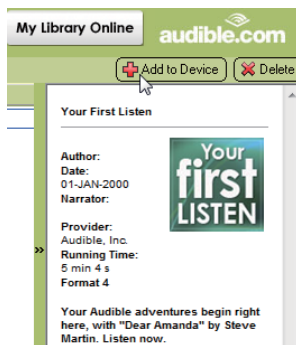 My Library Online
audible.com
Add to Device
Delete
Your First Listen
Author:
Date:
01-JAN-2000
Narrator:
Provider:
Audible, Inc.
Running Time:
5 min 4 s
Format 4
Your
first
LISTEN
»
Your Audible adventures begin right
here, with "Dear Amanda" by Steve
Martin. Listen now.